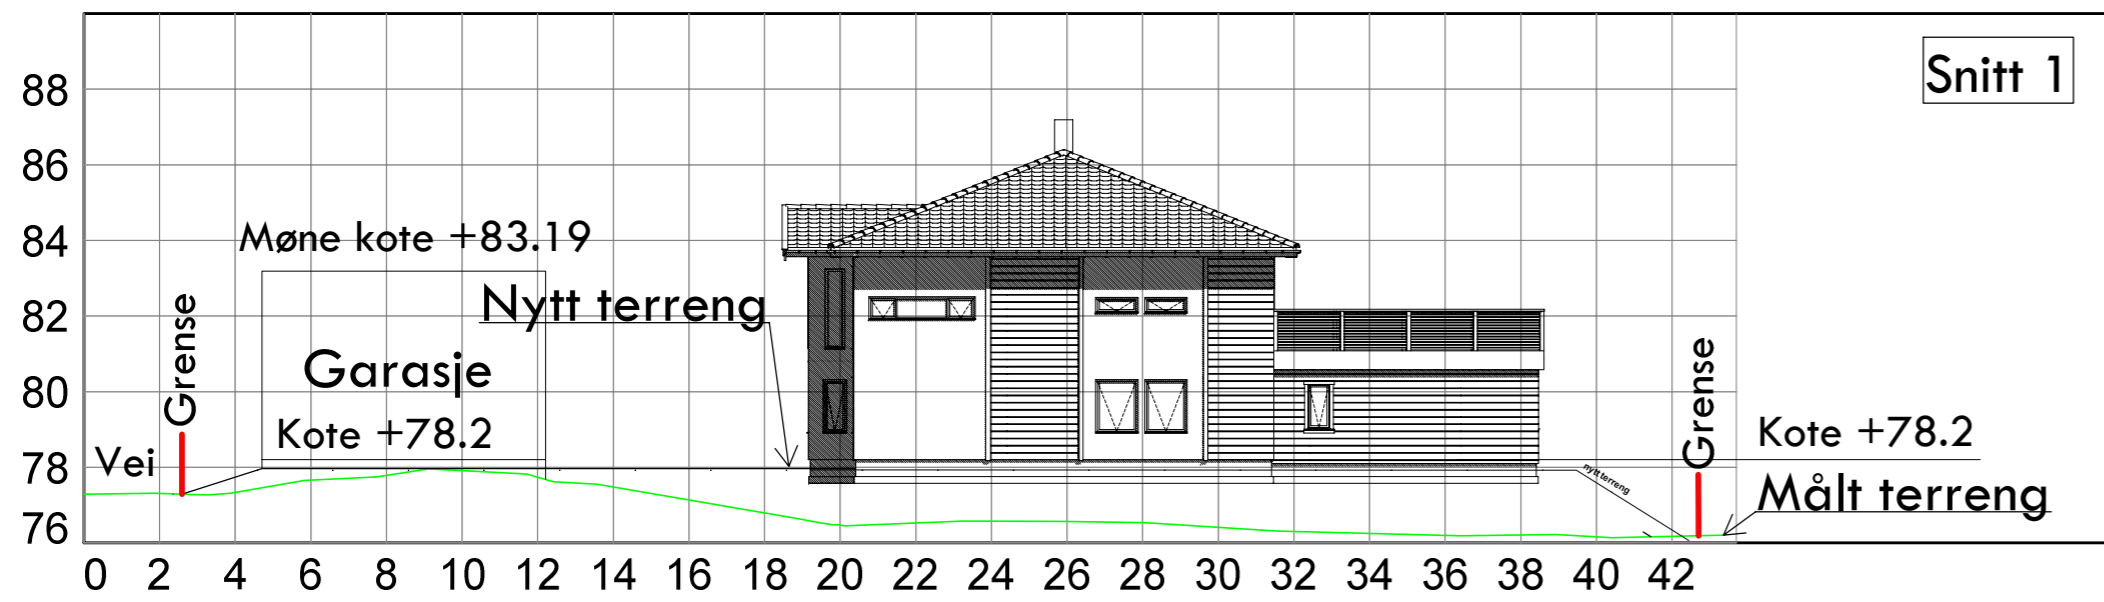 Snitt 1
88
86
84
82
80
78
76
Møne kote +83.19
Nytt terreng
Grense
Garasje
Kote +78.2
Vei
Grense
Kote +78.2
nytt terreng
Målt terreng
0 2 4 6 8 10 12 14 16 18 20 22 24 26 28 30 32 34 36 38 40 42